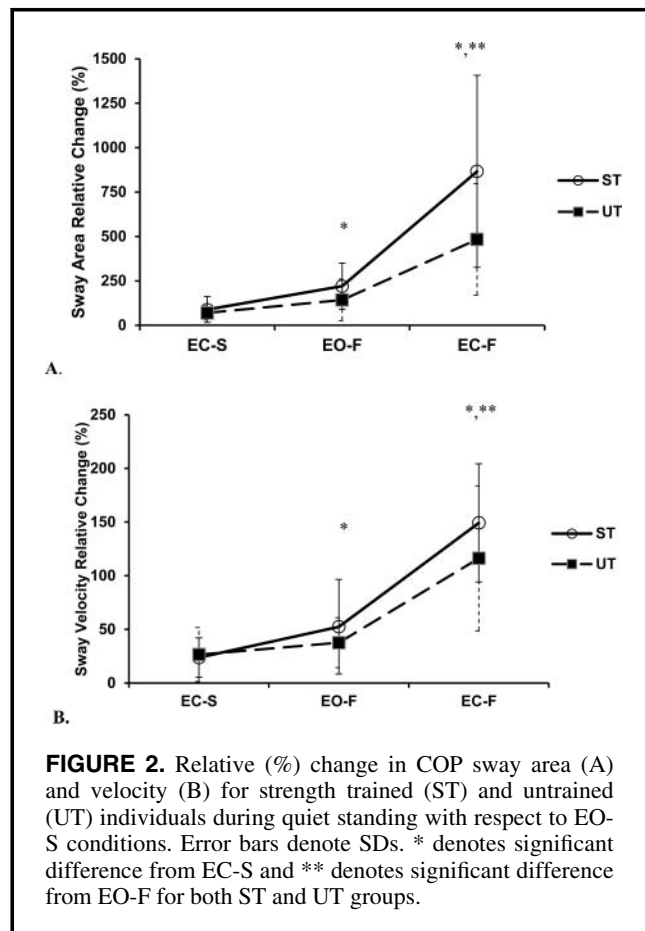 *,**
1500
1250
1000
750
500
250
0
Sway Area Relative Change (%)
*
ST
UT
EC-S EO-F EC-F
A.
*,**
250
200
150
100
50
0
Sway Velocity Relative Change (%)
*
ST
UT
EC-S EO-F EC-F
B.
FIGURE 2. Relative (%) change in COP sway area (A)
and velocity (B) for strength trained (ST) and untrained
(UT) individuals during quiet standing with respect to EO-
S conditions. Error bars denote SDs. * denotes significant
difference from EC-S and ** denotes significant difference
from EO-F for both ST and UT groups.